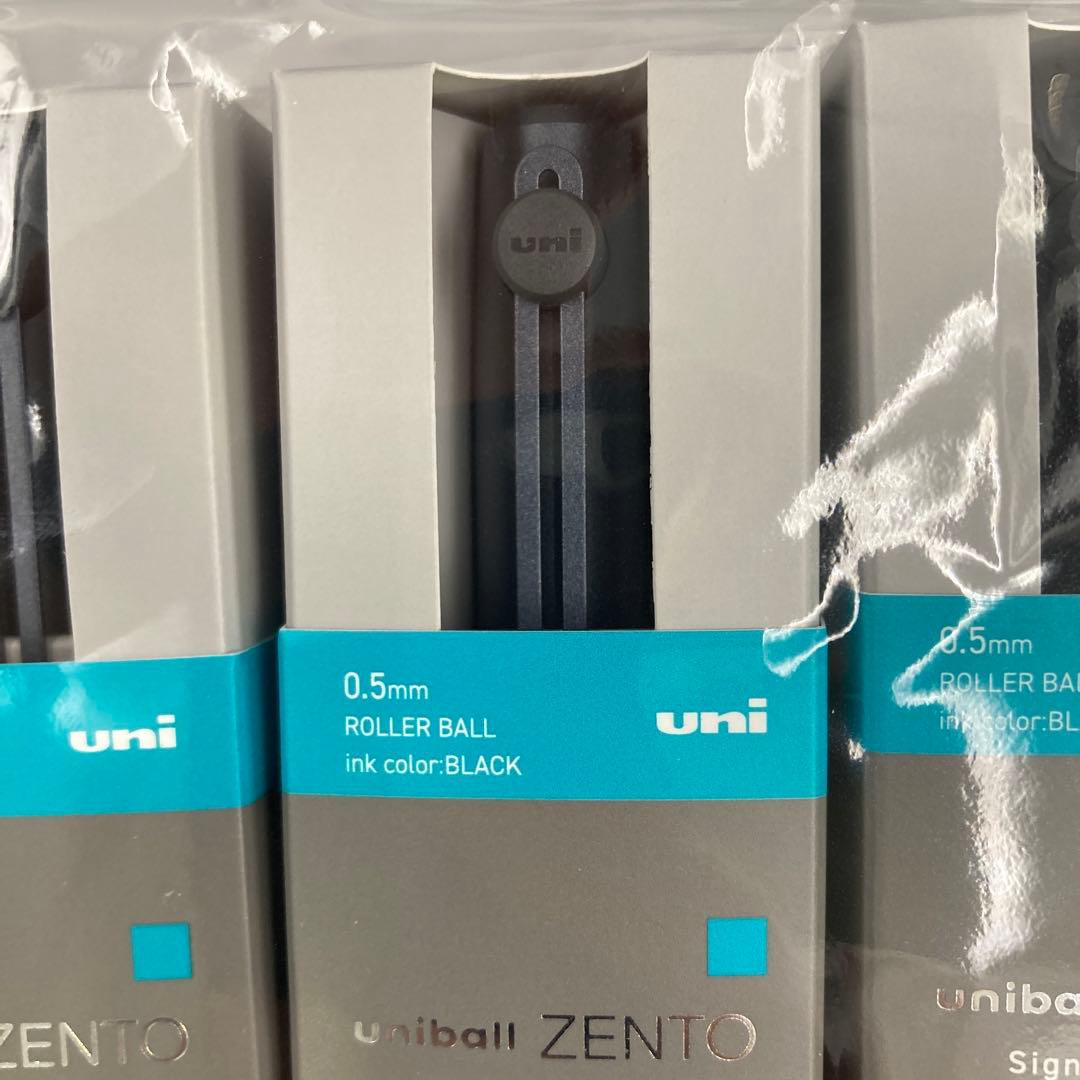 uni
0.5mm
ROLLER BALL
ink color:BLACK
uni
uniball ZENTO
uni
ZENTO
0.5mm
ROLLER BAL
ink color:BL
uniba
Sign